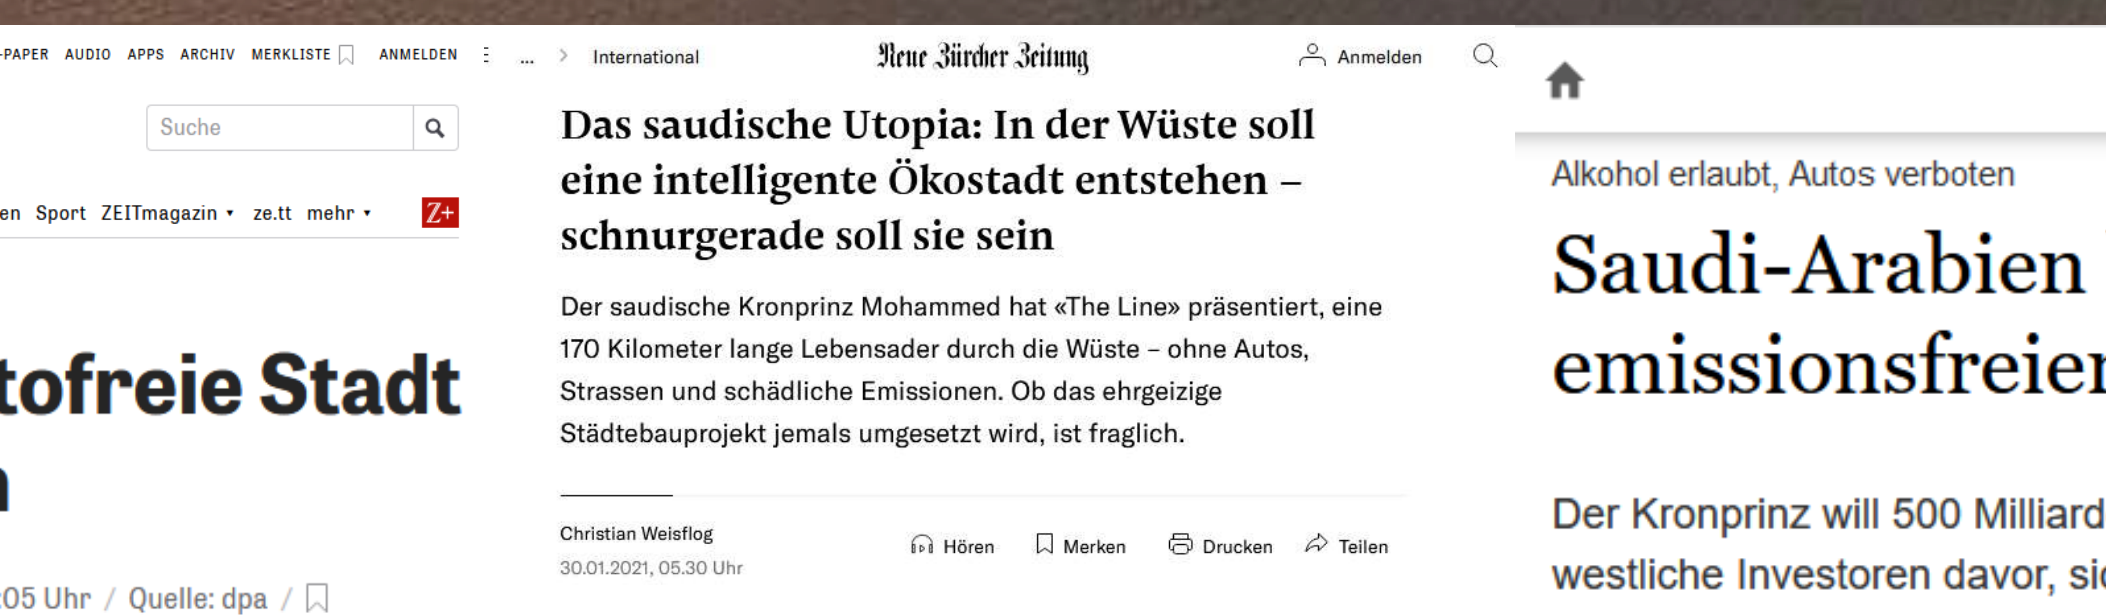 -PAPER AUDIO APPS ARCHIV MERKLISTE ANMELDEN
Suche
en Sport ZEITmagazin ze.tt mehr Z+
tofreie Stadt
:05 Uhr / Quelle: dpa /
... > International
Neue Zürcher Zeitung
Anmelden
Das saudische Utopia: In der Wüste soll
eine intelligente Ökostadt entstehen –
schnurgerade soll sie sein
Der saudische Kronprinz Mohammed hat «The Line» präsentiert, eine
170 Kilometer lange Lebensader durch die Wüste – ohne Autos,
Strassen und schädliche Emissionen. Ob das ehrgeizige
Städtebauprojekt jemals umgesetzt wird, ist fraglich.
Christian Weisflog
30.01.2021, 05.30 Uhr
Hören Merken Drucken Teilen
Alkohol erlaubt, Autos verboten
Saudi-Arabien
emissionsfreier
Der Kronprinz will 500 Milliard
westliche Investoren davor, sic